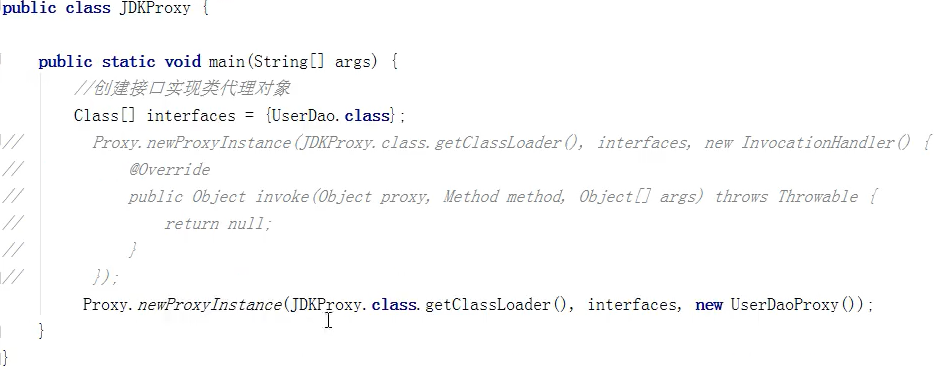 public class JDKProxy {
public static void main(String[] args) {
//创建接口实现类代理对象
Class[] interfaces = {UserDao.class};
// Proxy.newProxyInstance(JDKProxy.class.getClassLoader(), interfaces, new InvocationHandler() {
// @Override
// public Object invoke(Object proxy, Method method, Object[] args) throws Throwable {
// return null;
// }
// });
Proxy.newProxyInstance(JDKProxy.class.getClassLoader(), interfaces, new UserDaoProxy());
}
}